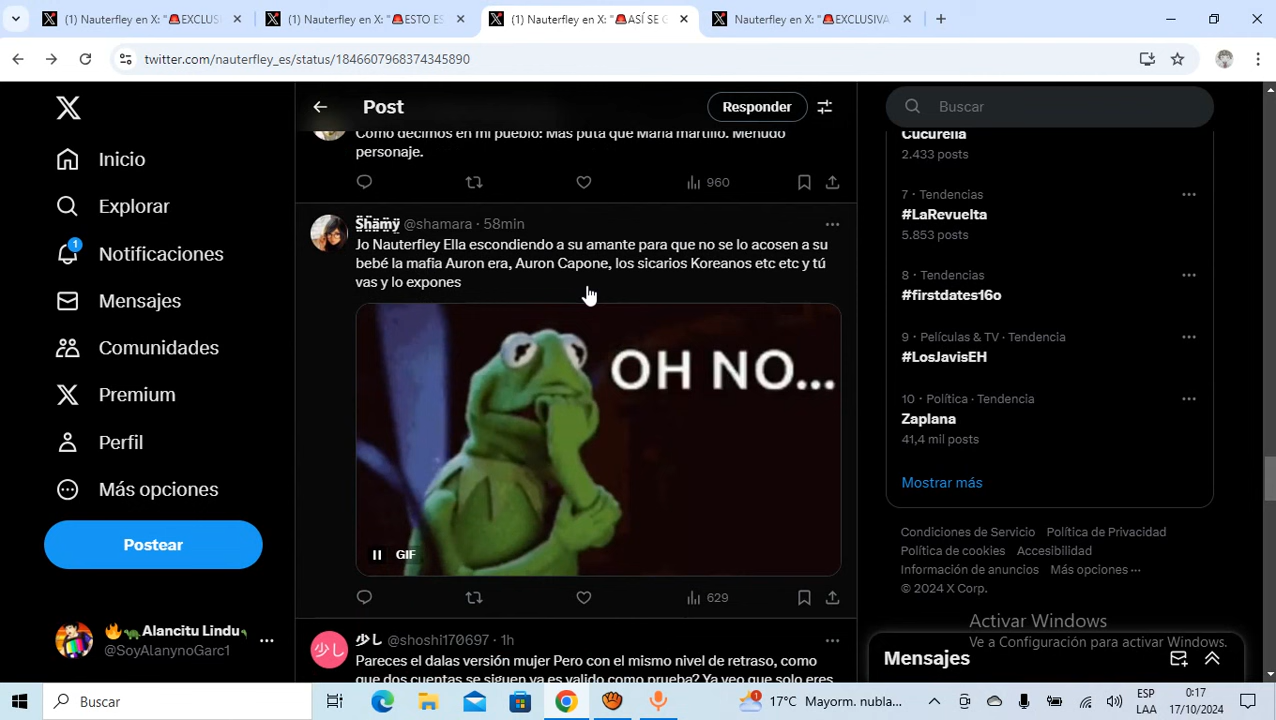 (1) Nauterfley en X: "🚨EXCLUS
(1) Nauterfley en X: "🚨ESTO ES
(1) Nauterfley en X: "🚨ASÍ SE G
Nauterfley en X: "🚨EXCLUSIVA
twitter.com/nauterfley_es/status/1846607968374345890
Post
Responder
Buscar
Inicio
Explorar
1
Notificaciones
Mensajes
Comunidades
Premium
Perfil
Más opciones
Postear
🔥🐢Alancitu Lindu
@SoyAlanynoGarc1
Como decimos en mi pueblo: Mas puta que María martillo. Menudo
personaje.
960
Shamy @shamara · 58min
Jo Nauterfley Ella escondiendo a su amante para que no se lo acosen a su
bebé la mafia Auron era, Auron Capone, los sicarios Koreanos etc etc y tú
vas y lo expones
OH NO...
GIF
629
少し @shoshi170697 · 1h
少し
Pareces el dalas versión mujer Pero con el mismo nivel de retraso, como
que dos cuentas se siguen ya es valido como prueba? Ya veo que solo eres
Cucurella
2.433 posts
7 · Tendencias
#LaRevuelta
5.853 posts
8 · Tendencias
#firstdates16o
9 · Películas & TV · Tendencia
#LosJavisEH
10 · Política · Tendencia
Zaplana
41,4 mil posts
Mostrar más
Condiciones de Servicio Política de Privacidad
Política de cookies Accesibilidad
Información de anuncios Más opciones ···
© 2024 X Corp.
Activar Windows
Ve a Configuración para activar Windows.
Mensajes
Buscar
17°C Mayorm. nubla...
ESP
LAA
0:17
17/10/2024